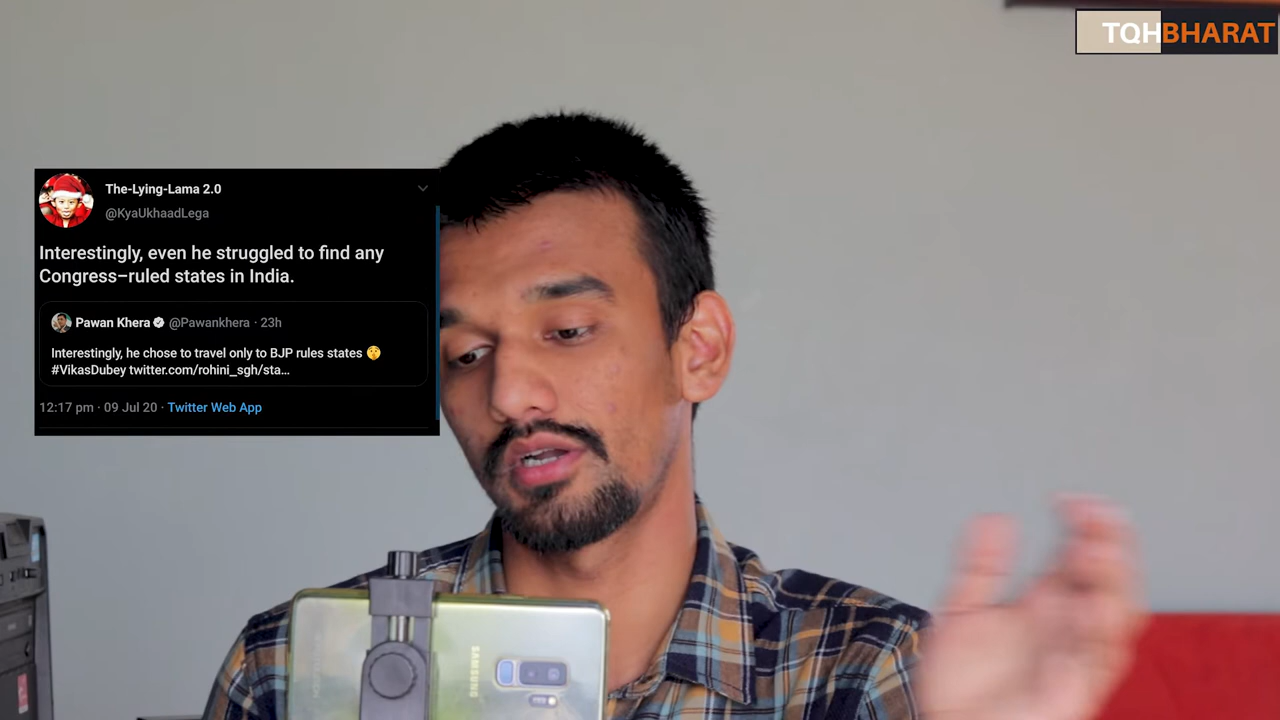 TQHBHARAT
The-Lying-Lama 2.0
@KyaUkhaadLega
Interestingly, even he struggled to find any
Congress–ruled states in India.
Pawan Khera @Pawankhera · 23h
Interestingly, he chose to travel only to BJP rules states 🤫
#VikasDubey twitter.com/rohini_sgh/sta...
12:17 pm · 09 Jul 20 · Twitter Web App
SAMSUNG